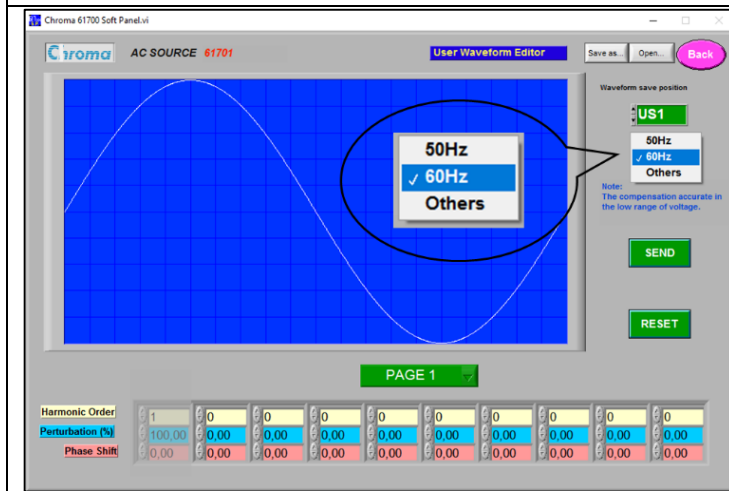 Chroma 61700 Soft Panel.vi
Chroma AC SOURCE 61701 User Waveform Editor Save as... Open... Back
Waveform save position
US1
50Hz
✓ 60Hz
Others
50Hz
✓ 60Hz
Others
Note:
The compensation accurate in
the low range of voltage.
SEND
RESET
PAGE 1
Harmonic Order 1 0 0 0 0 0 0 0 0 0
Perturbation (%) 100,00 0,00 0,00 0,00 0,00 0,00 0,00 0,00 0,00 0,00
Phase Shift 0,00 0,00 0,00 0,00 0,00 0,00 0,00 0,00 0,00 0,00